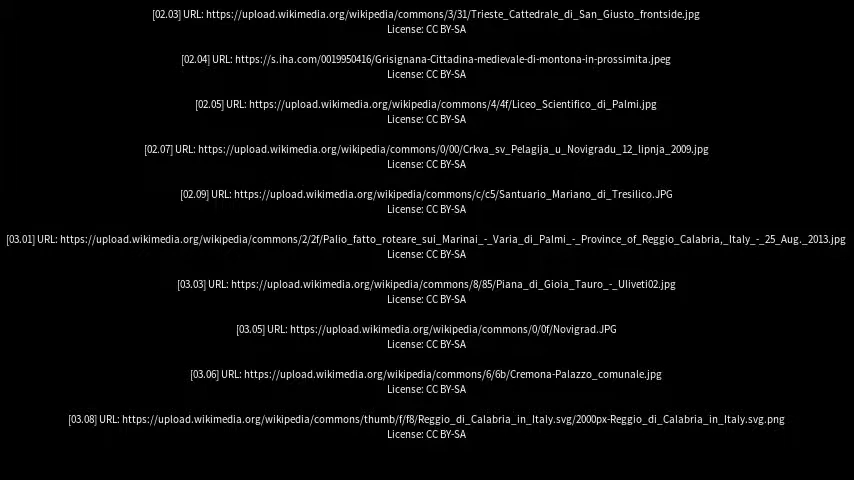 [02.03] URL: https://upload.wikimedia.org/wikipedia/commons/3/31/Trieste_Cattedrale_di_San_Giusto_frontside.jpg
License: CC BY-SA
[02.04] URL: https://s.iha.com/0019950416/Grisignana-Cittadina-medievale-di-montona-in-prossimita.jpeg
License: CC BY-SA
[02.05] URL: https://upload.wikimedia.org/wikipedia/commons/4/4f/Liceo_Scientifico_di_Palmi.jpg
License: CC BY-SA
[02.07] URL: https://upload.wikimedia.org/wikipedia/commons/0/00/Crkva_sv_Pelagija_u_Novigradu_12_lipnja_2009.jpg
License: CC BY-SA
[02.09] URL: https://upload.wikimedia.org/wikipedia/commons/c/c5/Santuario_Mariano_di_Tresilico.JPG
License: CC BY-SA
[03.01] URL: https://upload.wikimedia.org/wikipedia/commons/2/2f/Palio_fatto_roteare_sui_Marinai_-_Varia_di_Palmi_-_Province_of_Reggio_Calabria,_Italy_-_25_Aug._2013.jpg
License: CC BY-SA
[03.03] URL: https://upload.wikimedia.org/wikipedia/commons/8/85/Piana_di_Gioia_Tauro_-_Uliveti02.jpg
License: CC BY-SA
[03.05] URL: https://upload.wikimedia.org/wikipedia/commons/0/0f/Novigrad.JPG
License: CC BY-SA
[03.06] URL: https://upload.wikimedia.org/wikipedia/commons/6/6b/Cremona-Palazzo_comunale.jpg
License: CC BY-SA
[03.08] URL: https://upload.wikimedia.org/wikipedia/commons/thumb/f/f8/Reggio_di_Calabria_in_Italy.svg/2000px-Reggio_di_Calabria_in_Italy.svg.png
License: CC BY-SA